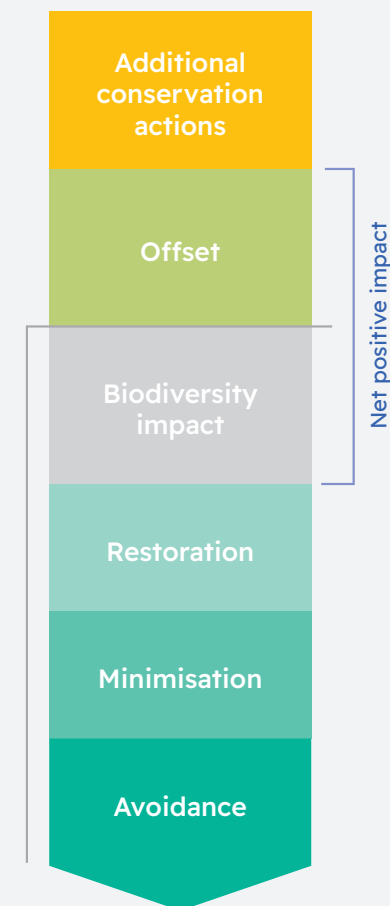 Additional
conservation
actions
Offset
Net positive impact
Biodiversity
impact
Restoration
Minimisation
Avoidance